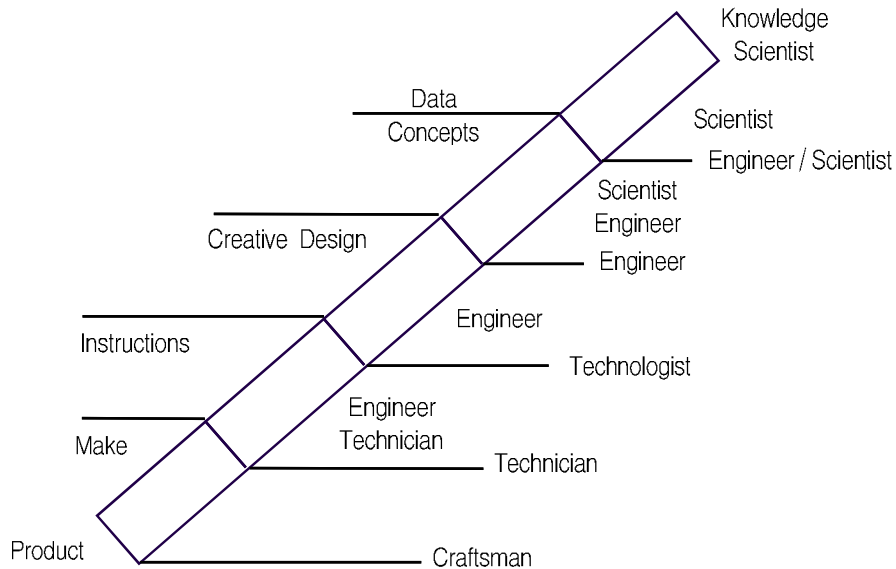 Knowledge
Scientist
Data
Concepts
Scientist
Engineer / Scientist
Scientist
Engineer
Creative Design
Engineer
Engineer
Instructions
Technologist
Engineer
Technician
Make
Technician
Product
Craftsman